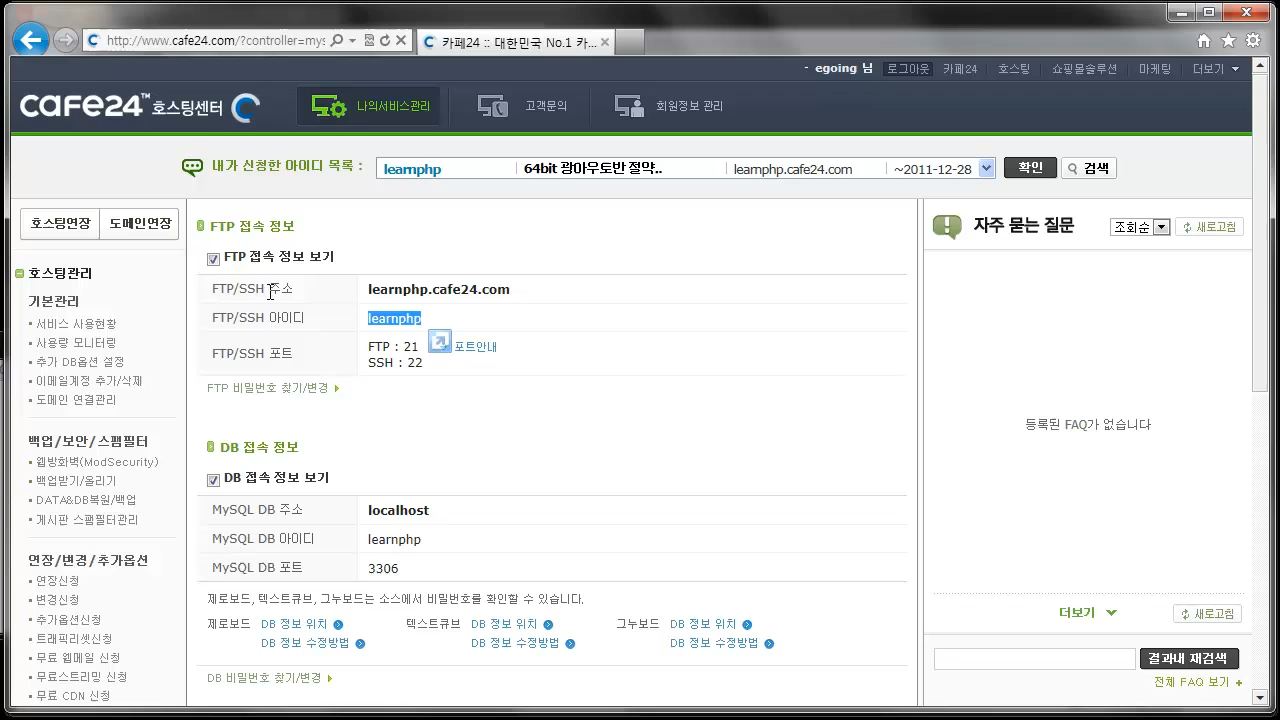 http://www.cafe24.com/?controller=mys
카페24 :: 대한민국 No.1 카...
- egoing 님
로그아웃
카페24
호스팅
쇼핑몰솔루션
마케팅
더보기
cafe24™ 호스팅센터
나의서비스관리
고객문의
회원정보 관리
내가 신청한 아이디 목록 :
learnphp
64bit 광아우토반 절약..
learnphp.cafe24.com
~2011-12-28
확인
검색
호스팅연장
도메인연장
호스팅관리
기본관리
서비스 사용현황
사용량 모니터링
추가 DB옵션 설정
이메일계정 추가/삭제
도메인 연결관리
백업/보안/스팸필터
웹방화벽(ModSecurity)
백업받기/올리기
DATA&DB복원/백업
게시판 스팸필터관리
연장/변경/추가옵션
연장신청
변경신청
추가옵션신청
트래픽리셋신청
무료 웹메일 신청
무료스트리밍 신청
무료 CDN 신청
FTP 접속 정보
FTP 접속 정보 보기
FTP/SSH 주소 learnphp.cafe24.com
FTP/SSH 아이디 learnphp
FTP/SSH 포트
FTP : 21 포트안내
SSH : 22
FTP 비밀번호 찾기/변경
DB 접속 정보
DB 접속 정보 보기
MySQL DB 주소 localhost
MySQL DB 아이디 learnphp
MySQL DB 포트 3306
제로보드, 텍스트큐브, 그누보드는 소스에서 비밀번호를 확인할 수 있습니다.
제로보드 DB 정보 위치 텍스트큐브 DB 정보 위치 그누보드 DB 정보 위치
DB 정보 수정방법 DB 정보 수정방법 DB 정보 수정방법
DB 비밀번호 찾기/변경
자주 묻는 질문
조회순
새로고침
등록된 FAQ가 없습니다
더보기
새로고침
결과내 재검색
전체 FAQ 보기 +